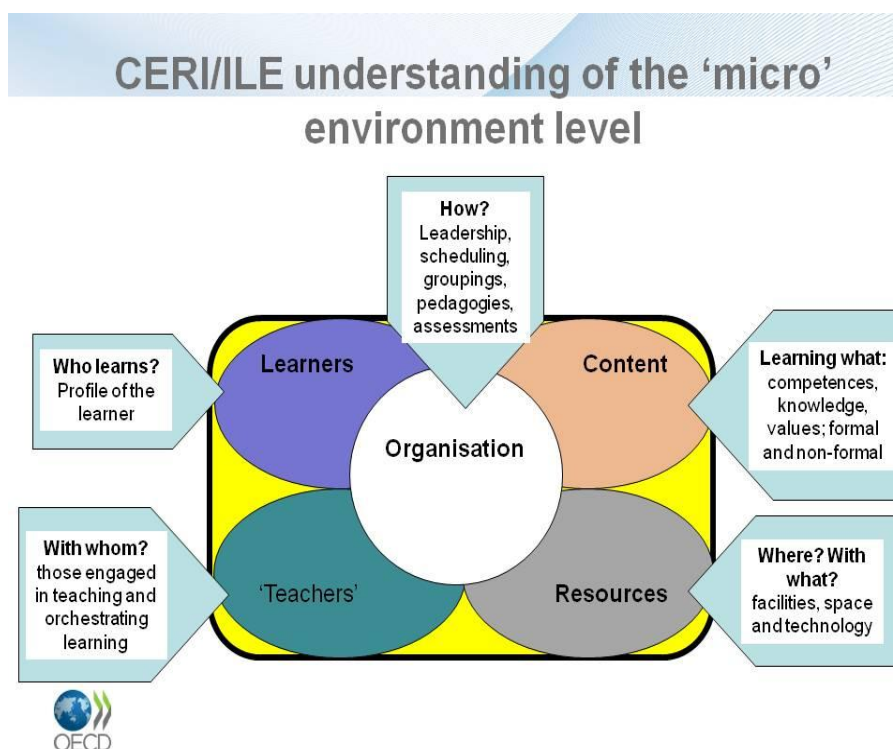 CERI/ILE understanding of the ‘micro’
environment level
How?
Leadership,
scheduling,
groupings,
pedagogies,
assessments
Who learns?
Profile of the
learner
Learners
Content
Learning what:
competences,
knowledge,
values; formal
and non-formal
Organisation
With whom?
those engaged
in teaching and
orchestrating
learning
‘Teachers’
Resources
Where? With
what?
facilities, space
and technology
OECD